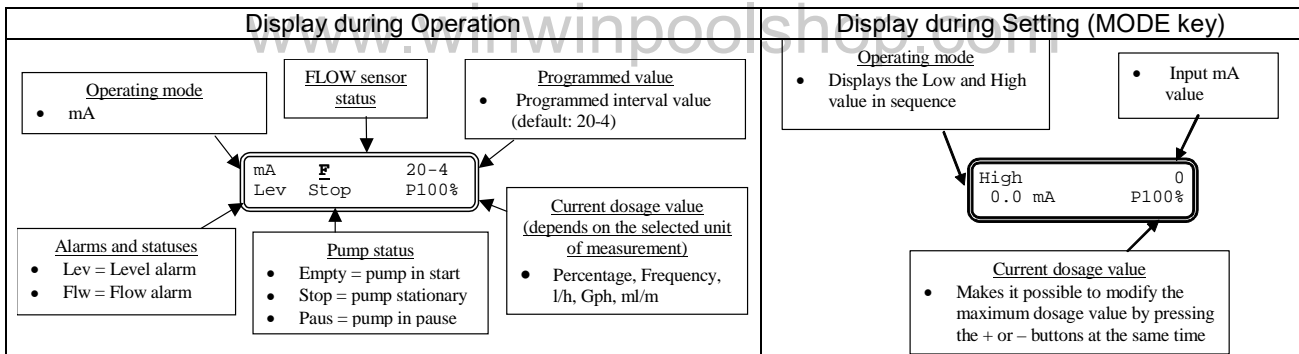 www.winwinpoolshop.com
Display during Operation
Display during Setting (MODE key)
Operating mode
• mA
FLOW sensor
status
Programmed value
• Programmed interval value
(default: 20-4)
mA F 20-4
Lev Stop P100%
Alarms and statuses
• Lev = Level alarm
• Flw = Flow alarm
Pump status
• Empty = pump in start
• Stop = pump stationary
• Paus = pump in pause
Current dosage value
(depends on the selected unit
of measurement)
• Percentage, Frequency,
l/h, Gph, ml/m
Operating mode
• Displays the Low and High
value in sequence
• Input mA
value
High 0
0.0 mA P100%
Current dosage value
• Makes it possible to modify the
maximum dosage value by pressing
the + or – buttons at the same time